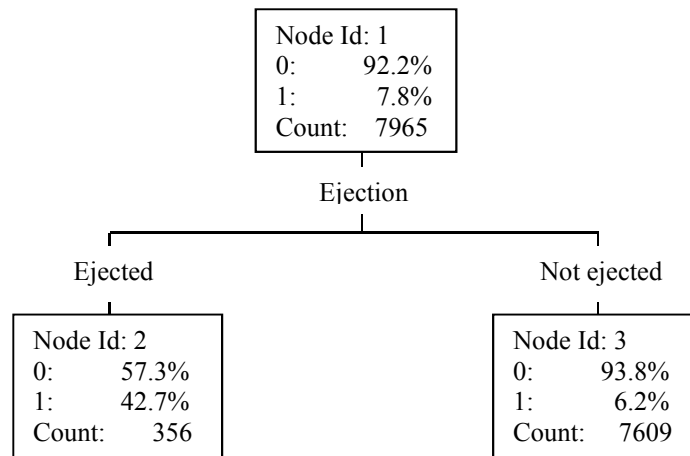 Node Id: 1
0: 92.2%
1: 7.8%
Count: 7965
Ejection
Ejected
Not ejected
Node Id: 2
0: 57.3%
1: 42.7%
Count: 356
Node Id: 3
0: 93.8%
1: 6.2%
Count: 7609